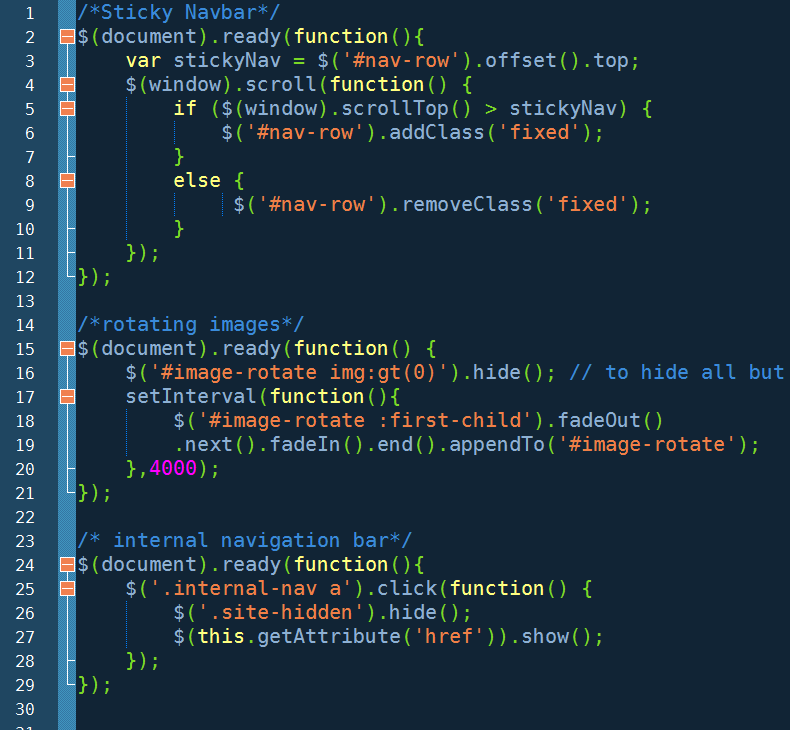 1 /*Sticky Navbar*/
2 $(document).ready(function(){
3     var stickyNav = $('#nav-row').offset().top;
4     $(window).scroll(function() {
5         if ($(window).scrollTop() > stickyNav) {
6             $('#nav-row').addClass('fixed');
7         }
8         else {
9              $('#nav-row').removeClass('fixed');
10         }
11     });
12 });
13
14 /*rotating images*/
15 $(document).ready(function() {
16     $('#image-rotate img:gt(0)').hide(); // to hide all but
17     setInterval(function(){
18         $('#image-rotate :first-child').fadeOut()
19         .next().fadeIn().end().appendTo('#image-rotate');
20     },4000);
21 });
22
23 /* internal navigation bar*/
24 $(document).ready(function(){
25     $('.internal-nav a').click(function() {
26         $('.site-hidden').hide();
27         $(this.getAttribute('href')).show();
28     });
29 });
30